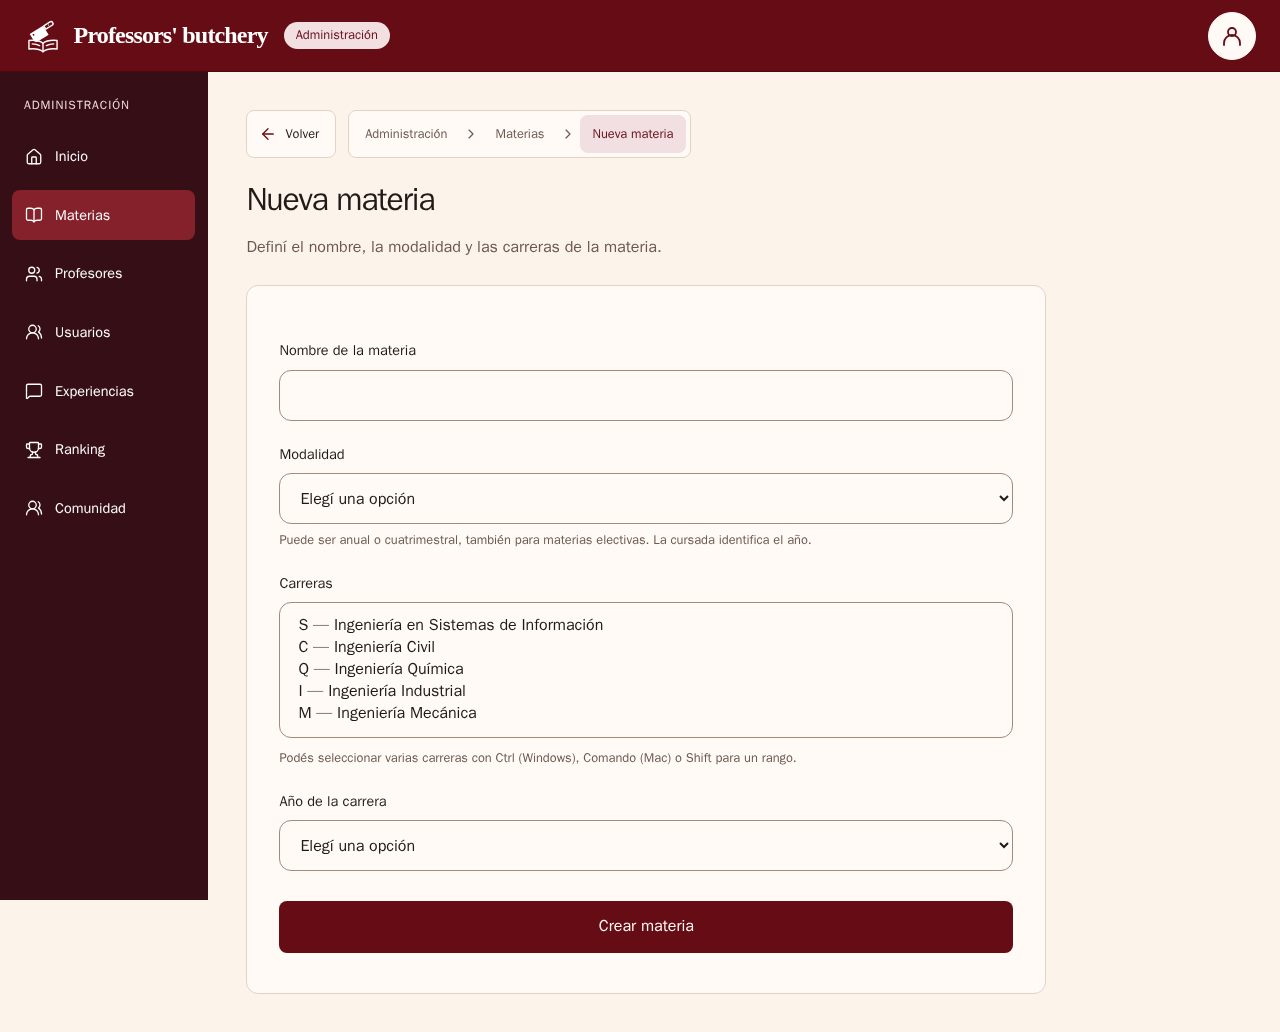 Professors' butchery
Administración
ADMINISTRACIÓN
Inicio
Materias
Profesores
Usuarios
Experiencias
Ranking
Comunidad
Volver
Administración > Materias > Nueva materia
Nueva materia
Definí el nombre, la modalidad y las carreras de la materia.
Nombre de la materia
Modalidad
Elegí una opción
Puede ser anual o cuatrimestral, también para materias electivas. La cursada identifica el año.
Carreras
S — Ingeniería en Sistemas de Información
C — Ingeniería Civil
Q — Ingeniería Química
I — Ingeniería Industrial
M — Ingeniería Mecánica
Podés seleccionar varias carreras con Ctrl (Windows), Comando (Mac) o Shift para un rango.
Año de la carrera
Elegí una opción
Crear materia